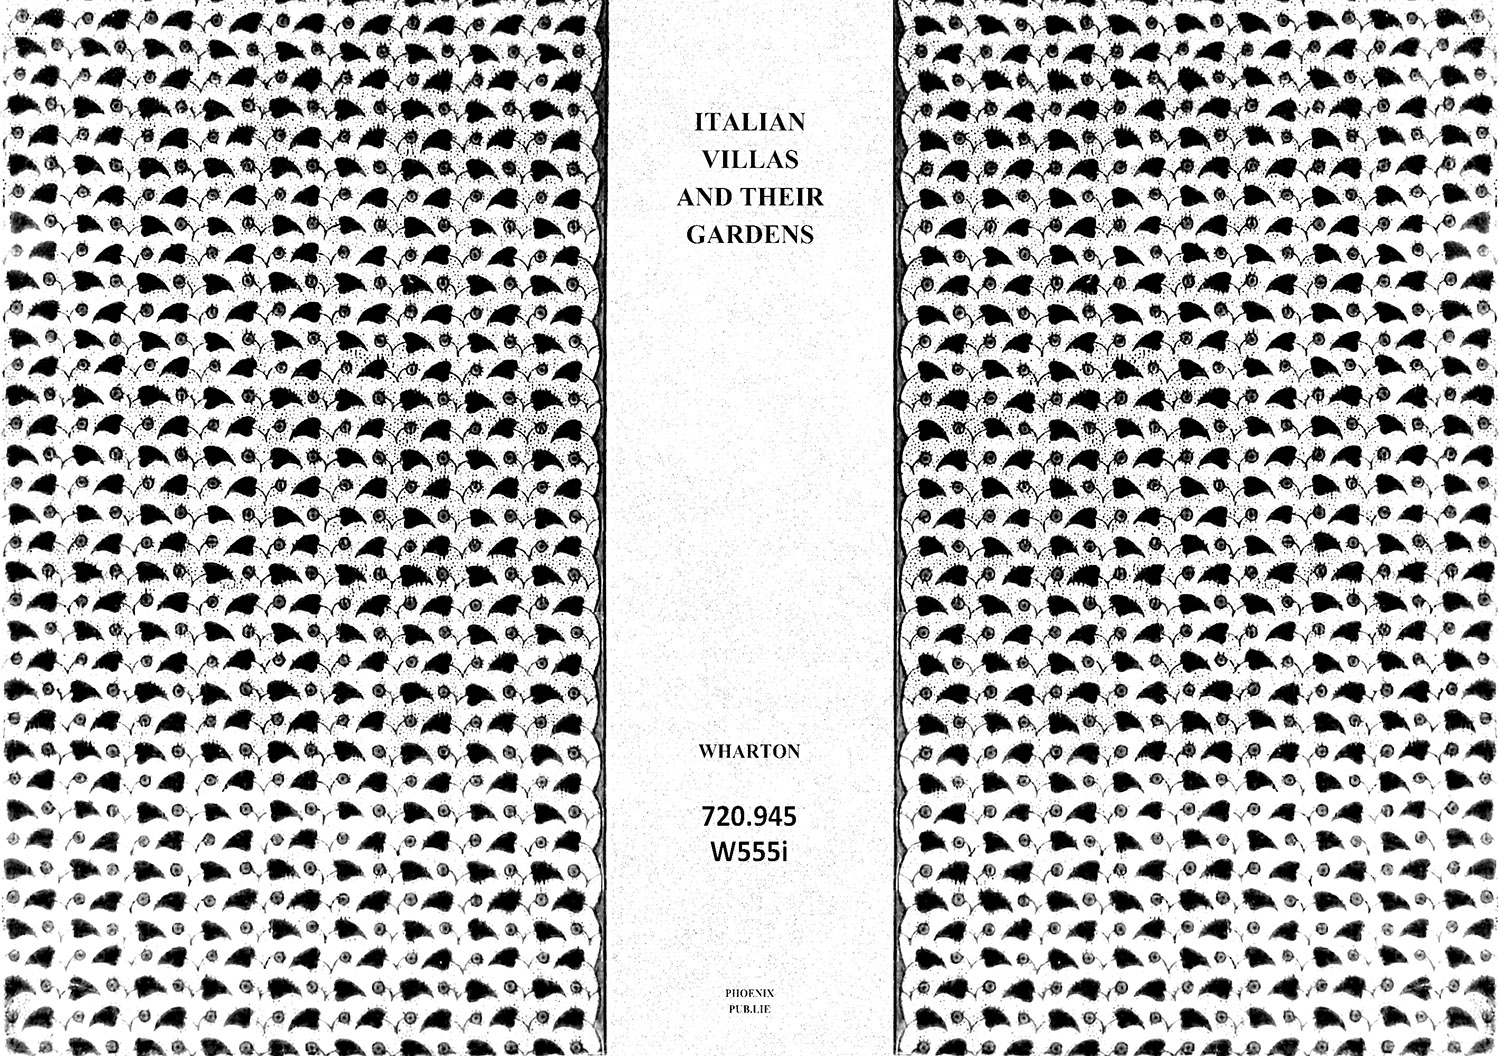 ITALIAN
VILLAS
AND THEIR
GARDENS
WHARTON
720.945
W555i
PHOENIX
PUB.LIE